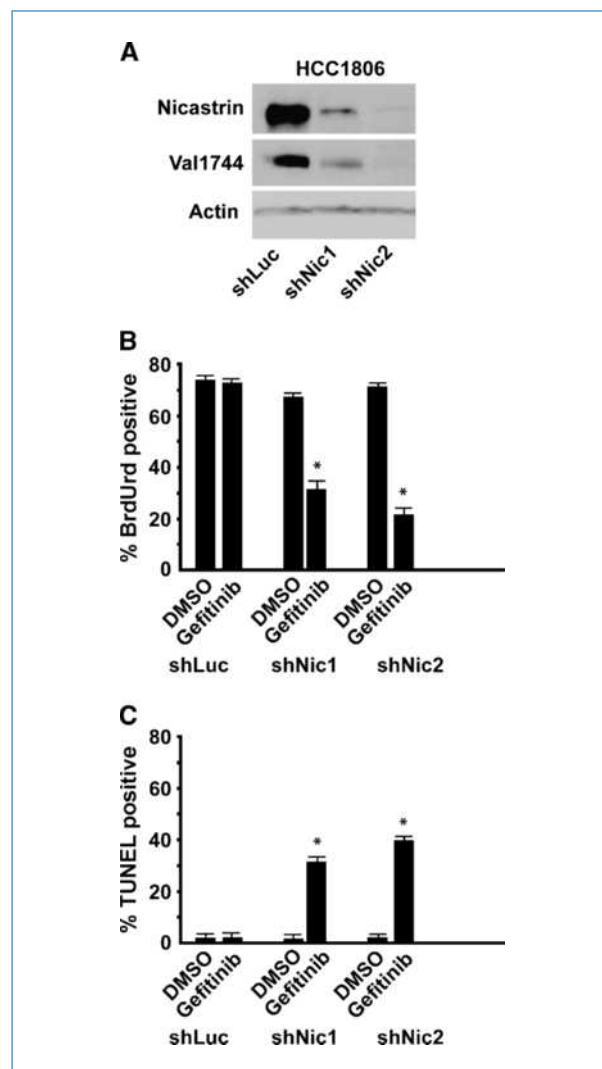 A
HCC1806
Nicastrin
Val1744
Actin
shLuc shNic1 shNic2
B
% BrdUrd positive
80
60
40
20
0
* *
DMSO Gefitinib DMSO Gefitinib DMSO Gefitinib
shLuc shNic1 shNic2
C
% TUNEL positive
80
60
40
20
0
* *
DMSO Gefitinib DMSO Gefitinib DMSO Gefitinib
shLuc shNic1 shNic2